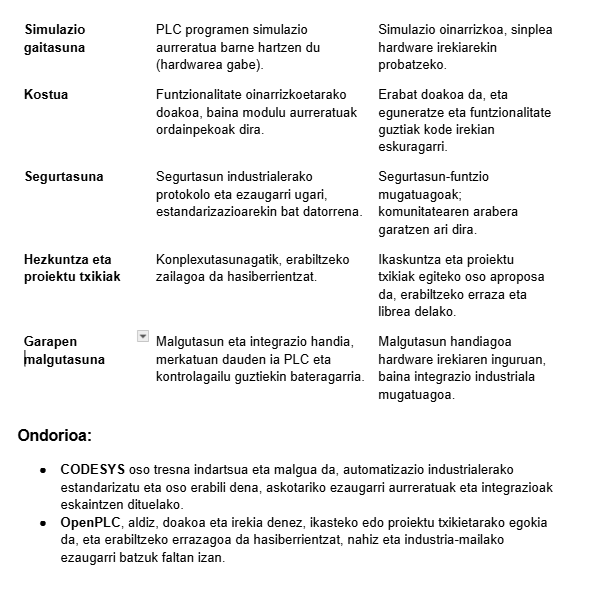 Simulazio
gaitasuna
PLC programen simulazio
aurreratua barne hartzen du
(hardwarea gabe).
Simulazio oinarrizkoa, sinplea
hardware irekiarekin
probatzeko.
Kostua
Funtzionalitate oinarrizkoetarako
doakoa, baina modulu aurreratuak
ordainpekoak dira.
Erabat doakoa da, eta
eguneratze eta funtzionalitate
guztiak kode irekian
eskuragarri.
Segurtasuna
Segurtasun industrialerako
protokolo eta ezaugarri ugari,
estandarizazioarekin bat datorrena.
Segurtasun-funtzio
mugatuagoak;
komunitatearen arabera
garatzen ari dira.
Hezkuntza eta
proiektu txikiak
Konplexutasunagatik, erabiltzeko
zailagoa da hasiberrientzat.
Ikaskuntza eta proiektu
txikiak egiteko oso aproposa
da, erabiltzeko erraza eta
librea delako.
Garapen
malgutasuna
Malgutasun eta integrazio handia,
merkatuan dauden ia PLC eta
kontrolagailu guztiekin bateragarria.
Malgutasun handiagoa
hardware irekiaren inguruan,
baina integrazio industriala
mugatuagoa.
Ondorioa:
● CODESYS oso tresna indartsua eta malgua da, automatizazio industrialerako
estandarizatu eta oso erabili dena, askotariko ezaugarri aurreratuak eta integrazioak
eskaintzen dituelako.
● OpenPLC, aldiz, doakoa eta irekia denez, ikasteko edo proiektu txikietarako egokia
da, eta erabiltzeko errazagoa da hasiberrientzat, nahiz eta industria-mailako
ezaugarri batzuk faltan izan.